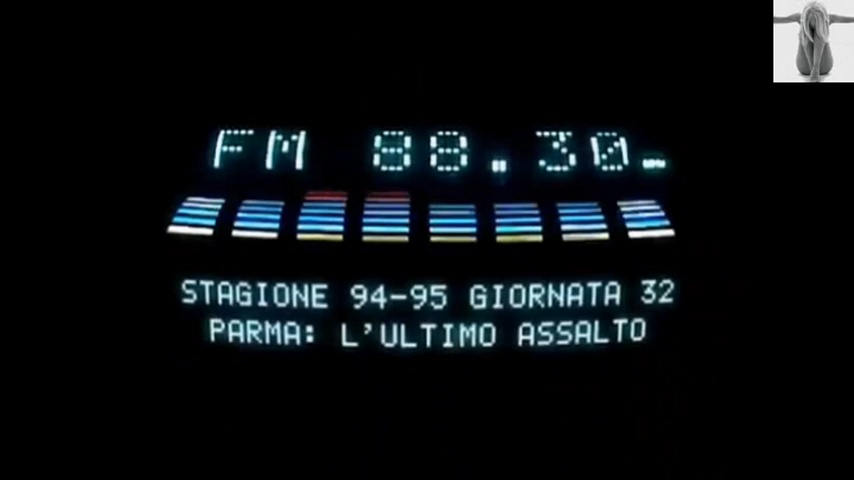 FM 88.30
STAGIONE 94-95 GIORNATA 32
PARMA: L'ULTIMO ASSALTO